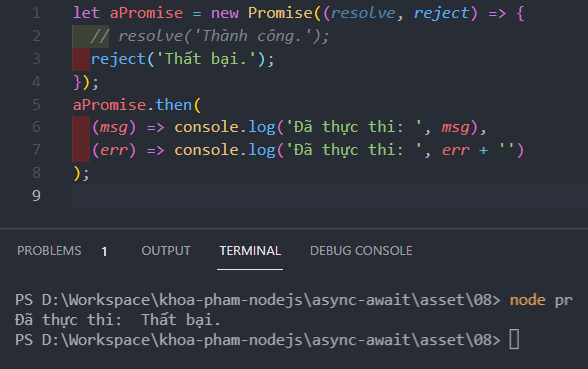 1 let aPromise = new Promise((resolve, reject) => {
2   // resolve('Thành công.');
3   reject('Thất bại.');
4 });
5 aPromise.then(
6   (msg) => console.log('Đã thực thi: ', msg),
7   (err) => console.log('Đã thực thi: ', err + '')
8 );
9
PROBLEMS 1 OUTPUT TERMINAL DEBUG CONSOLE
PS D:\Workspace\khoa-pham-nodejs\async-await\asset\08> node pr
Đã thực thi:  Thất bại.
PS D:\Workspace\khoa-pham-nodejs\async-await\asset\08>